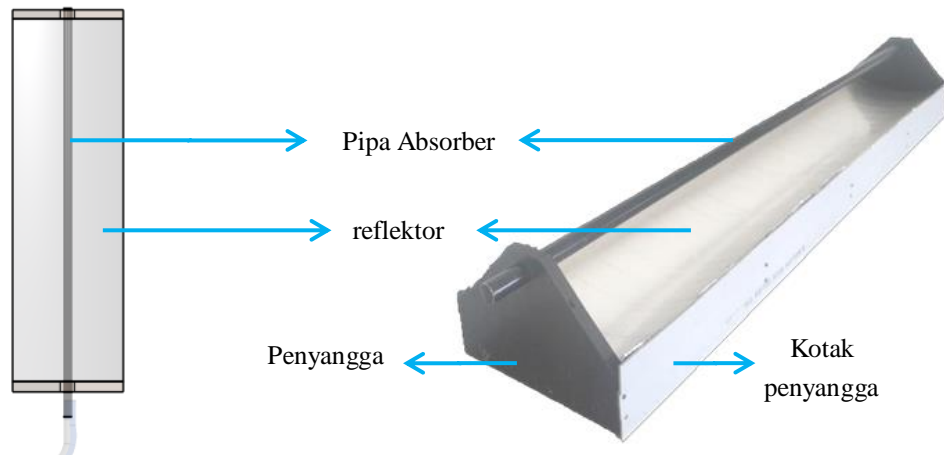 Pipa Absorber
reflektor
Penyangga
Kotak
penyangga